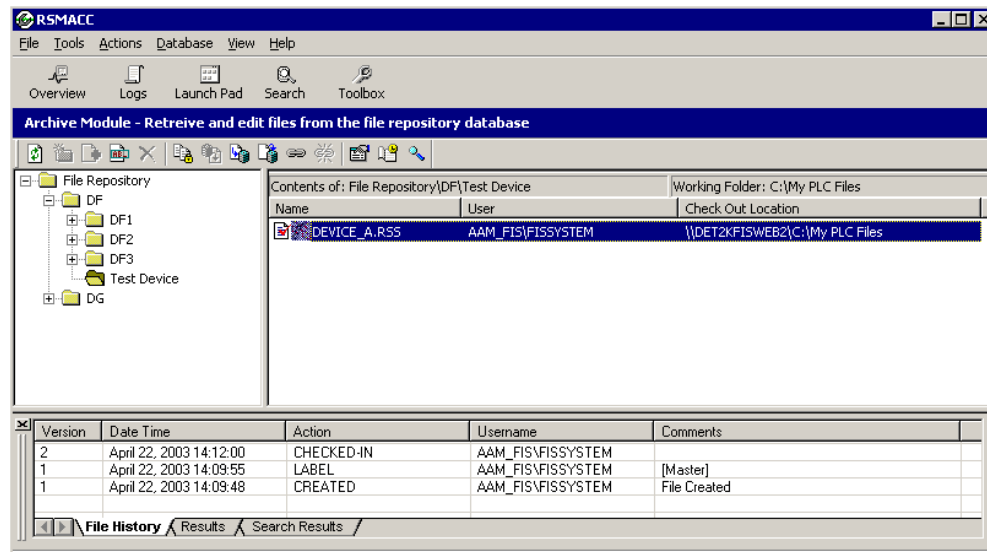 RSMACC
File Tools Actions Database View Help
Overview Logs Launch Pad Search Toolbox
Archive Module - Retreive and edit files from the file repository database
File Repository
DF
DF1
DF2
DF3
Test Device
DG
Contents of: File Repository\DF\Test Device Working Folder: C:\My PLC Files
Name User Check Out Location
DEVICE_A.RSS AAM_FIS\FISSYSTEM \\DET2KFISWEB2\C:\My PLC Files
Version Date Time Action Username Comments
2 April 22, 2003 14:12:00 CHECKED-IN AAM_FIS\FISSYSTEM
1 April 22, 2003 14:09:55 LABEL AAM_FIS\FISSYSTEM [Master]
1 April 22, 2003 14:09:48 CREATED AAM_FIS\FISSYSTEM File Created
File History Results Search Results